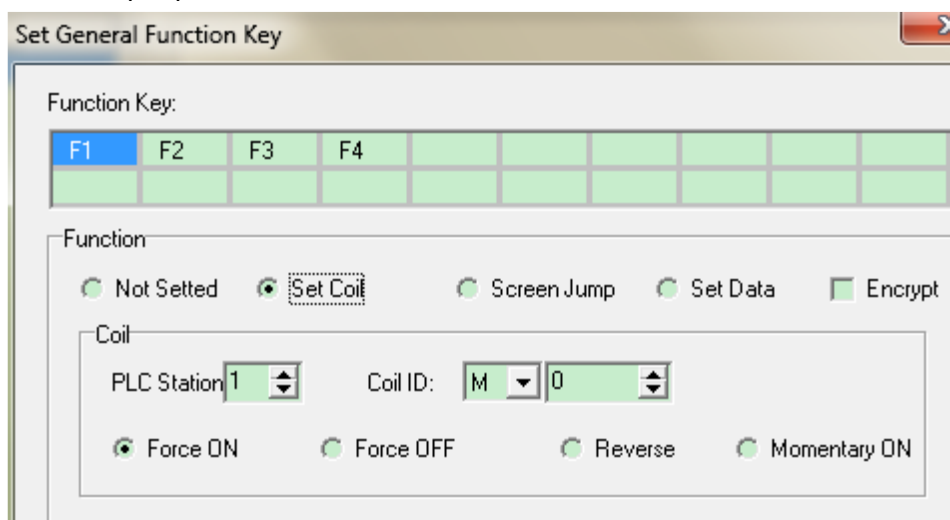 Set General Function Key
Function Key:
F1 F2 F3 F4
Function
Not Setted Set Coil Screen Jump Set Data Encrypt
Coil
PLC Station 1 Coil ID: M 0
Force ON Force OFF Reverse Momentary ON